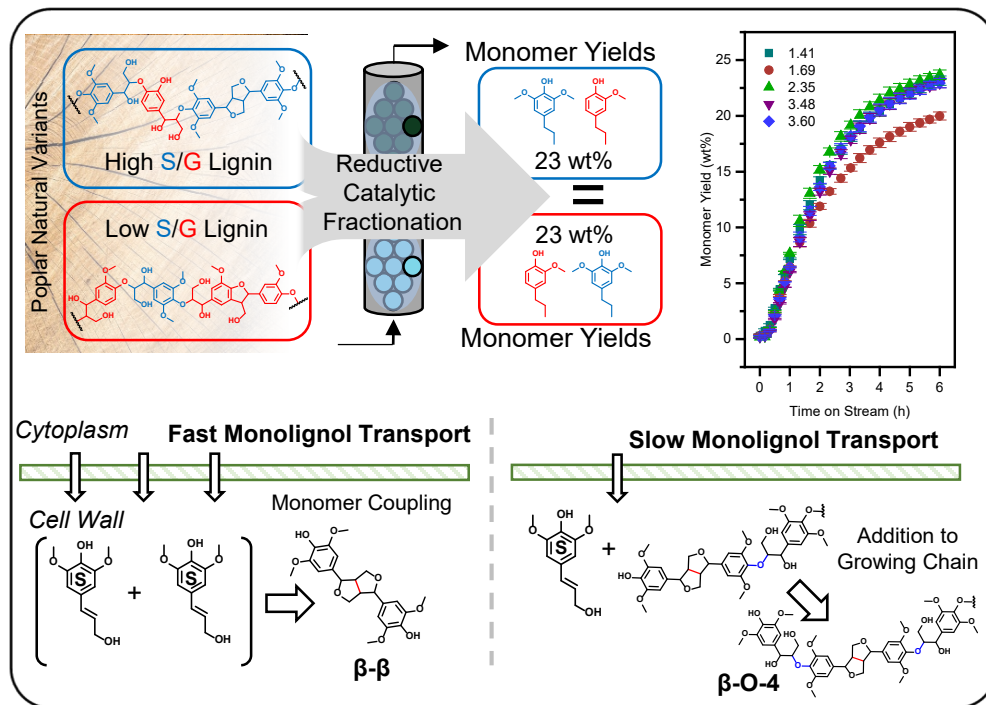 Poplar Natural Variants
High S/G Lignin
Low S/G Lignin
Reductive
Catalytic
Fractionation
Monomer Yields
23 wt%
=
23 wt%
Monomer Yields
Monomer Yield (wt%)
25
20
15
10
5
0
1.41
1.69
2.35
3.48
3.60
0 1 2 3 4 5 6
Time on Stream (h)
Cytoplasm
Fast Monolignol Transport
Cell Wall
Monomer Coupling
S
+
S
β-β
Slow Monolignol Transport
S
+
Addition to
Growing Chain
β-O-4